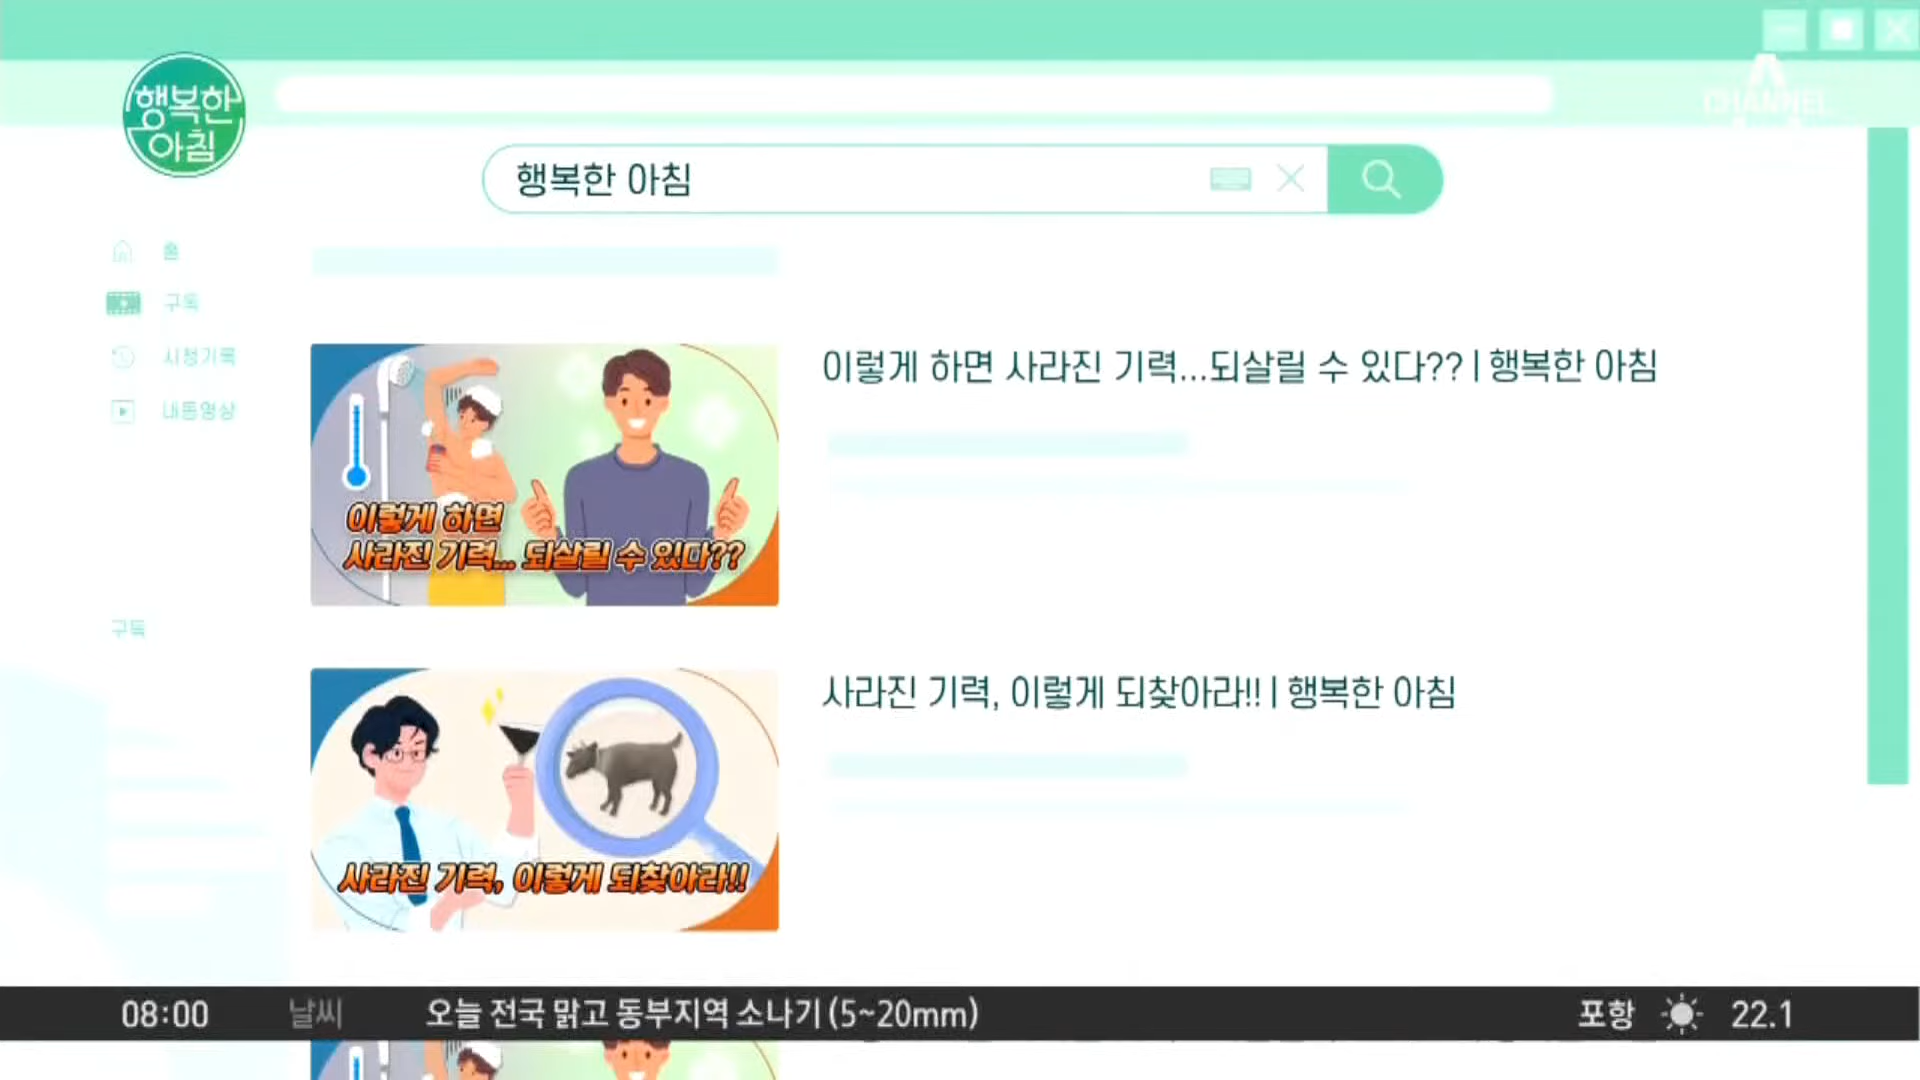 행복한
아침
CHANNEL
행복한 아침
홈
구독
시청기록
내동영상
이렇게 하면
사라진 기력... 되살릴 수 있다??
이렇게 하면 사라진 기력...되살릴 수 있다?? | 행복한 아침
구독
사라진 기력, 이렇게 되찾아라!!
사라진 기력, 이렇게 되찾아라!! | 행복한 아침
08:00 날씨 오늘 전국 맑고 동부지역 소나기 (5~20mm) 포항 22.1